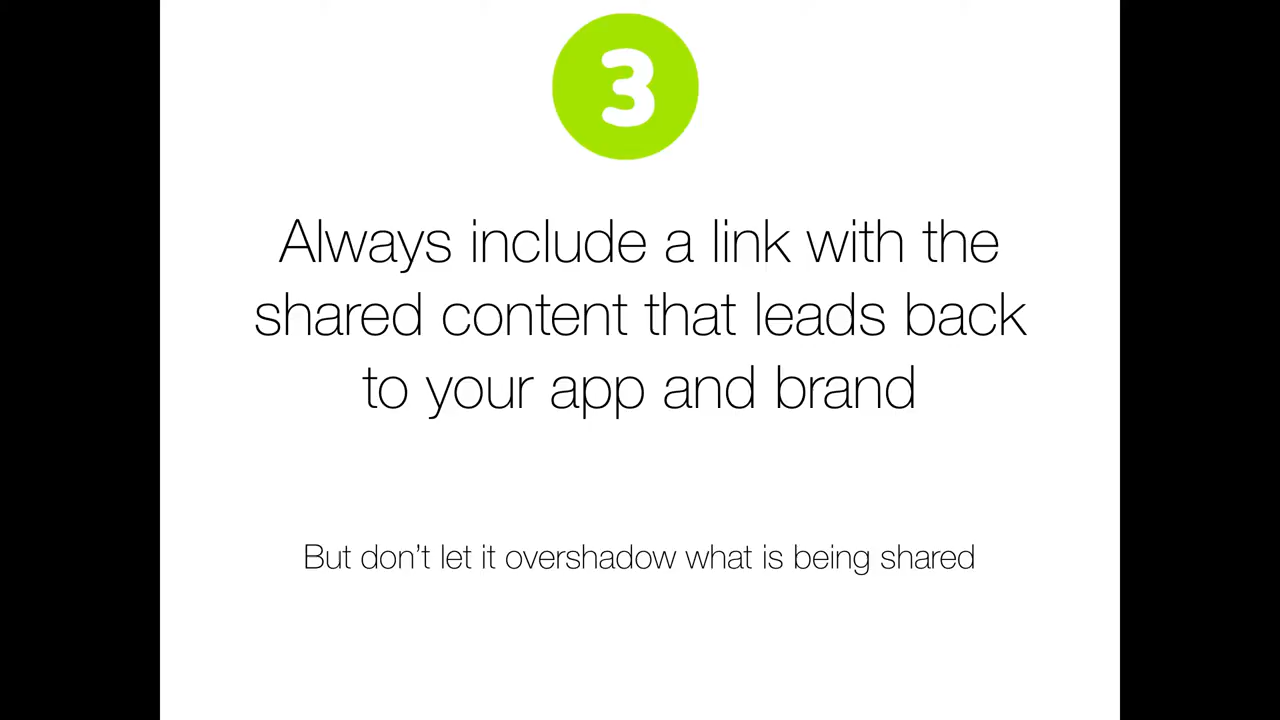 3
Always include a link with the
shared content that leads back
to your app and brand
But don’t let it overshadow what is being shared